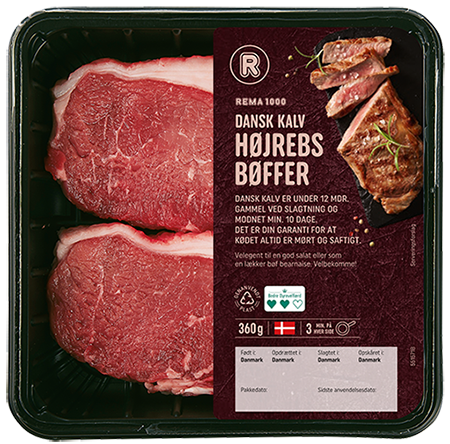 R
REMA 1000
DANSK KALV
HØJREBS
BØFFER
DANSK KALV ER UNDER 12 MDR.
GAMMEL VED SLAGTNING OG
MODNET MIN. 10 DAGE.
DET ER DIN GARANTI FOR AT
KØDET ALTID ER MØRT OG SAFTIGT.
Velegnet til en god salat eller som
en lækker bøf bearnaise. Velbekomme!
Serveringsforslag
GENANVENDT
PLAST
Bedre Dyrevelfærd
360g
3 MIN. PÅ
HVER SIDE
Født i: Opdrættet i: Slagtet i: Opskåret i:
Danmark Danmark Danmark Danmark
Pakkedato: Sidste anvendelsesdato: